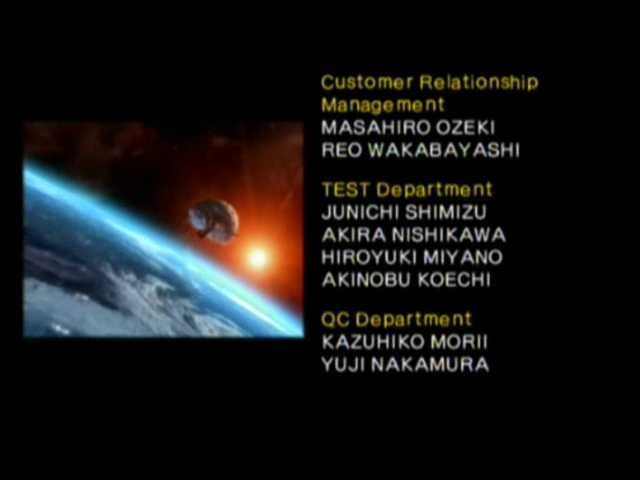 Customer Relationship
Management
MASAHIRO OZEKI
REO WAKABAYASHI
TEST Department
JUNICHI SHIMIZU
AKIRA NISHIKAWA
HIROYUKI MIYANO
AKINOBU KOECHI
QC Department
KAZUHIKO MORII
YUJI NAKAMURA